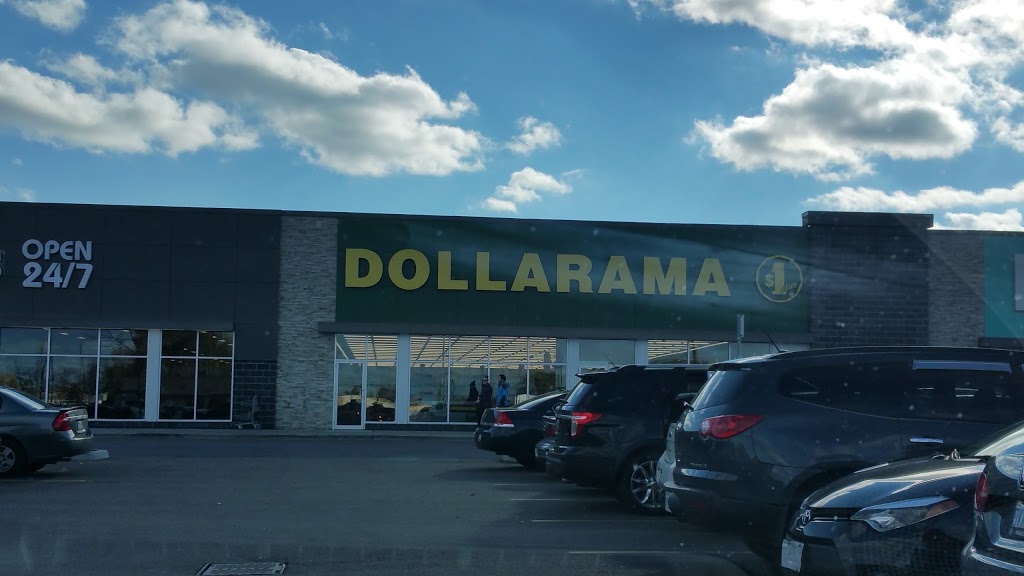 OPEN
24/7
DOLLARAMA
$1